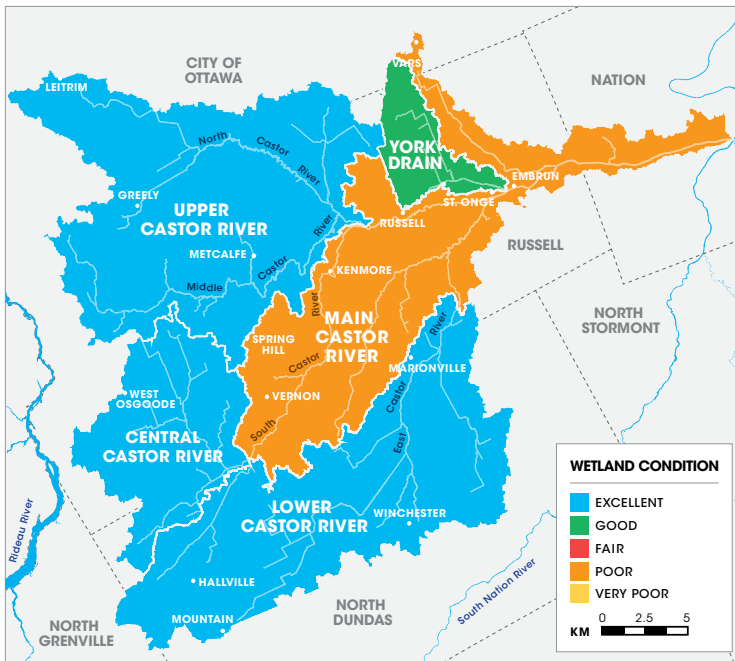 CITY OF
OTTAWA
VARS
NATION
LEITRIM
North
Castor
River
YORK
DRAIN
EMBRUN
GREELY
ST. ONGE
UPPER
CASTOR RIVER
RUSSELL
River
RUSSELL
METCALFE
Castor
KENMORE
Middle
River
NORTH
STORMONT
MAIN
CASTOR
RIVER
SPRING
HILL
River
Castor
MARIONVILLE
WEST
OSGOODE
VERNON
Castor
South
CENTRAL
CASTOR RIVER
East
LOWER
CASTOR RIVER
WINCHESTER
Rideau River
HALLVILLE
South Nation River
MOUNTAIN
NORTH
DUNDAS
NORTH
GRENVILLE
WETLAND CONDITION
EXCELLENT
GOOD
FAIR
POOR
VERY POOR
0 2.5 5
KM